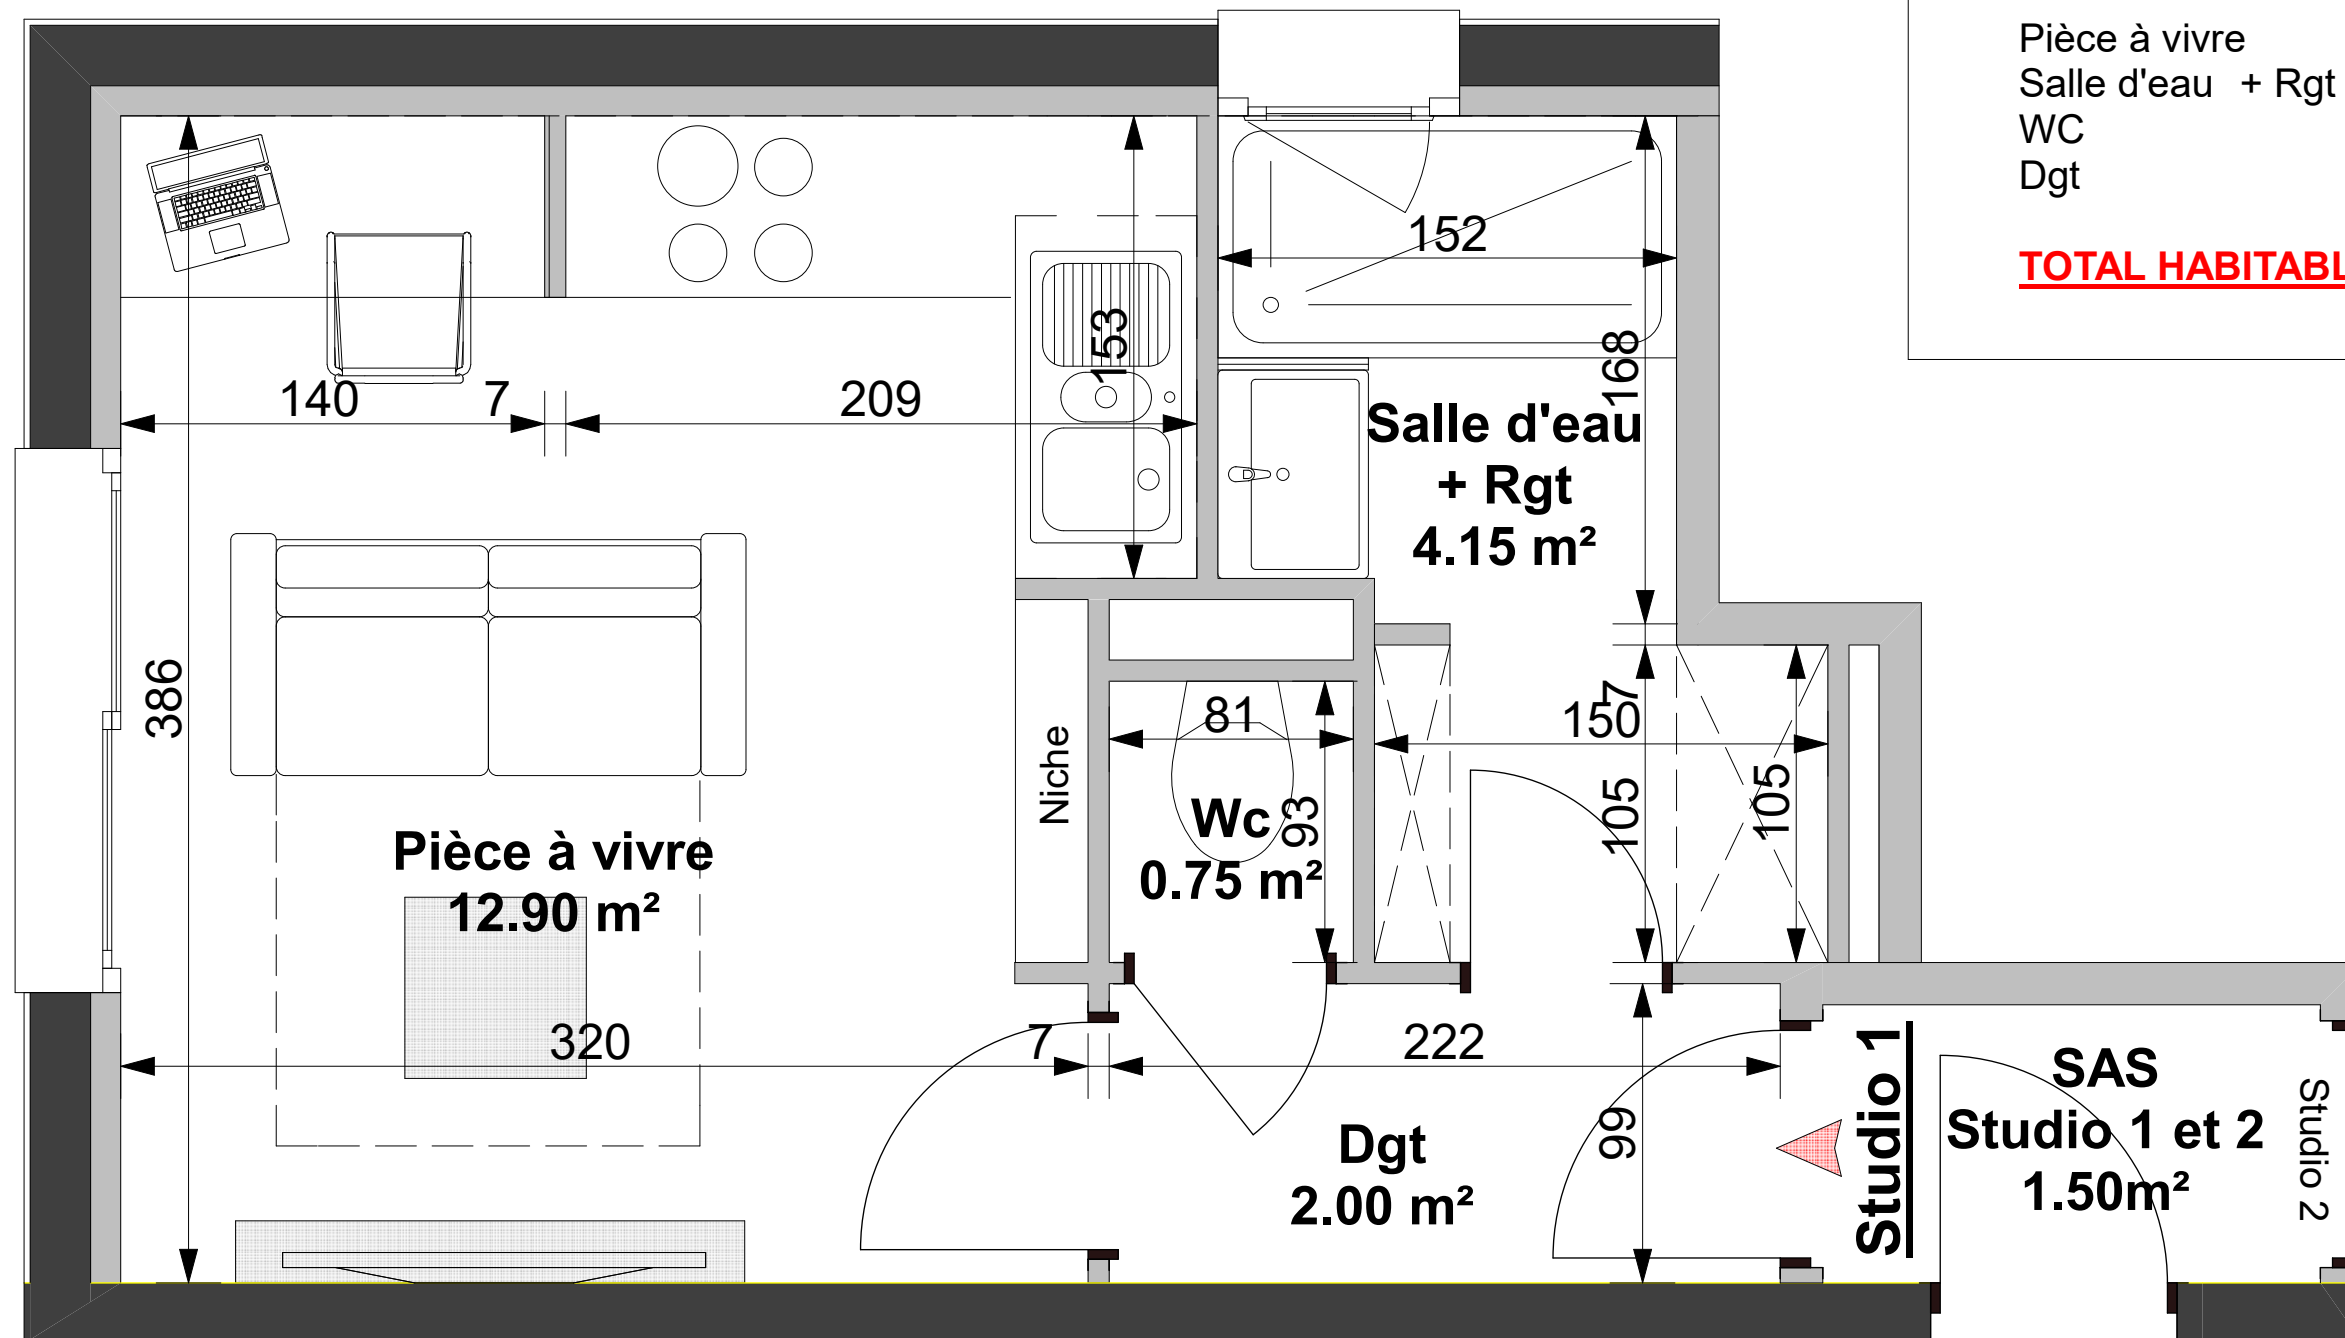 Pièce à vivre
Salle d'eau + Rgt
WC
Dgt
TOTAL HABITABL
152
153
168
140
7
209
Salle d'eau
+ Rgt
4.15 m²
386
Niche
81
93
Wc
0.75 m²
7
150
105
105
Pièce à vivre
12.90 m²
320
7
222
99
Dgt
2.00 m²
Studio 1
SAS
Studio 1 et 2
1.50m²
Studio 2